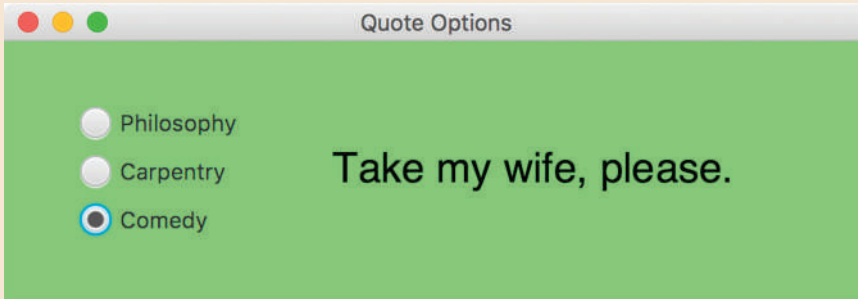 Quote Options
Philosophy
Carpentry
Comedy
Take my wife, please.